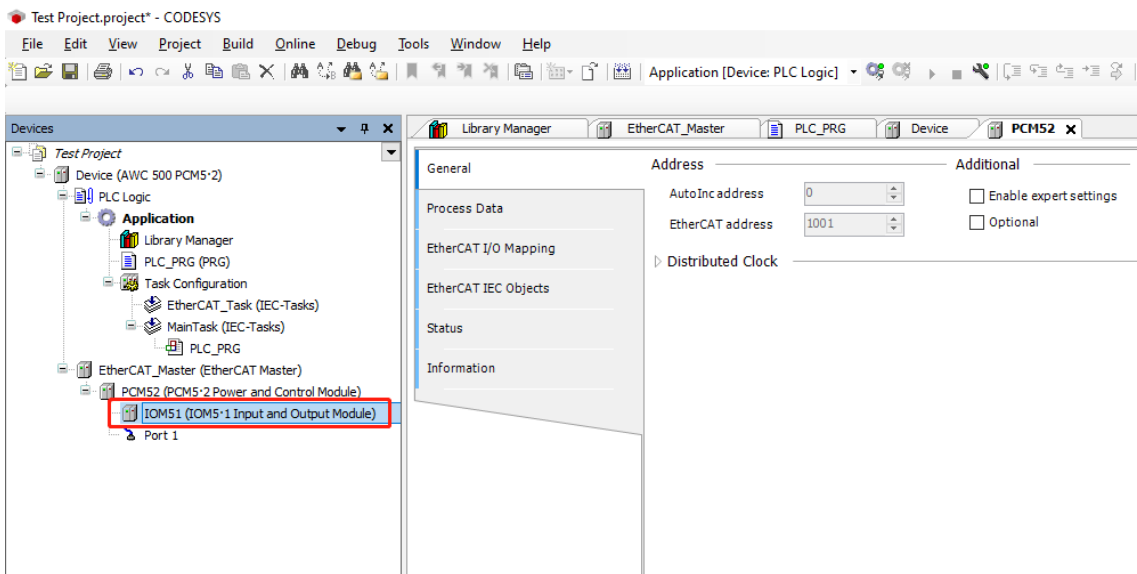 Test Project.project* - CODESYS
File Edit View Project Build Online Debug Tools Window Help
Application [Device: PLC Logic]
Devices
Library Manager EtherCAT_Master PLC_PRG Device PCM52
Test Project
Device (AWC 500 PCM5·2)
PLC Logic
Application
Library Manager
PLC_PRG (PRG)
Task Configuration
EtherCAT_Task (IEC-Tasks)
MainTask (IEC-Tasks)
PLC_PRG
EtherCAT_Master (EtherCAT Master)
PCM52 (PCM5·2 Power and Control Module)
IOM51 (IOM5·1 Input and Output Module)
Port 1
General
Process Data
EtherCAT I/O Mapping
EtherCAT IEC Objects
Status
Information
Address
AutoInc address 0
EtherCAT address 1001
Distributed Clock
Additional
Enable expert settings
Optional